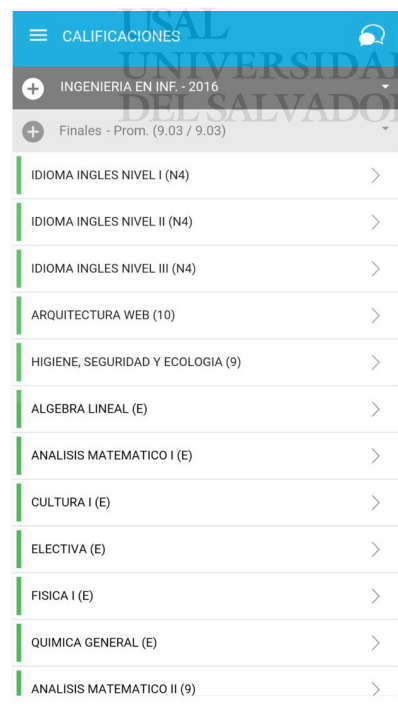 USAL
UNIVERSIDAD
DEL SALVADOR
CALIFICACIONES
INGENIERIA EN INF. - 2016
Finales - Prom. (9.03 / 9.03)
IDIOMA INGLES NIVEL I (N4)
IDIOMA INGLES NIVEL II (N4)
IDIOMA INGLES NIVEL III (N4)
ARQUITECTURA WEB (10)
HIGIENE, SEGURIDAD Y ECOLOGIA (9)
ALGEBRA LINEAL (E)
ANALISIS MATEMATICO I (E)
CULTURA I (E)
ELECTIVA (E)
FISICA I (E)
QUIMICA GENERAL (E)
ANALISIS MATEMATICO II (9)